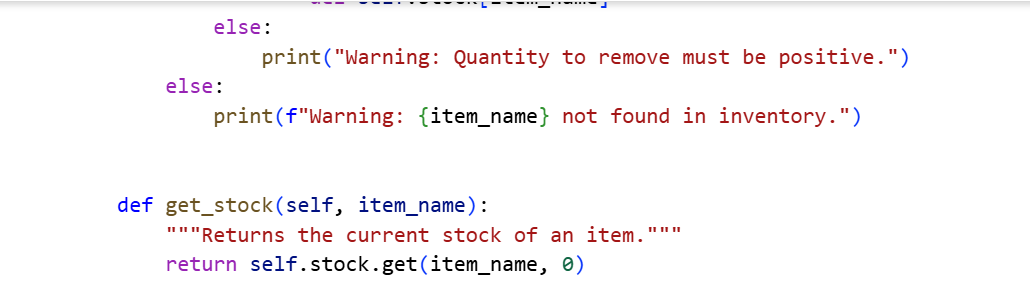 else:
print("Warning: Quantity to remove must be positive.")
else:
print(f"Warning: {item_name} not found in inventory.")
def get_stock(self, item_name):
"""Returns the current stock of an item."""
return self.stock.get(item_name, 0)